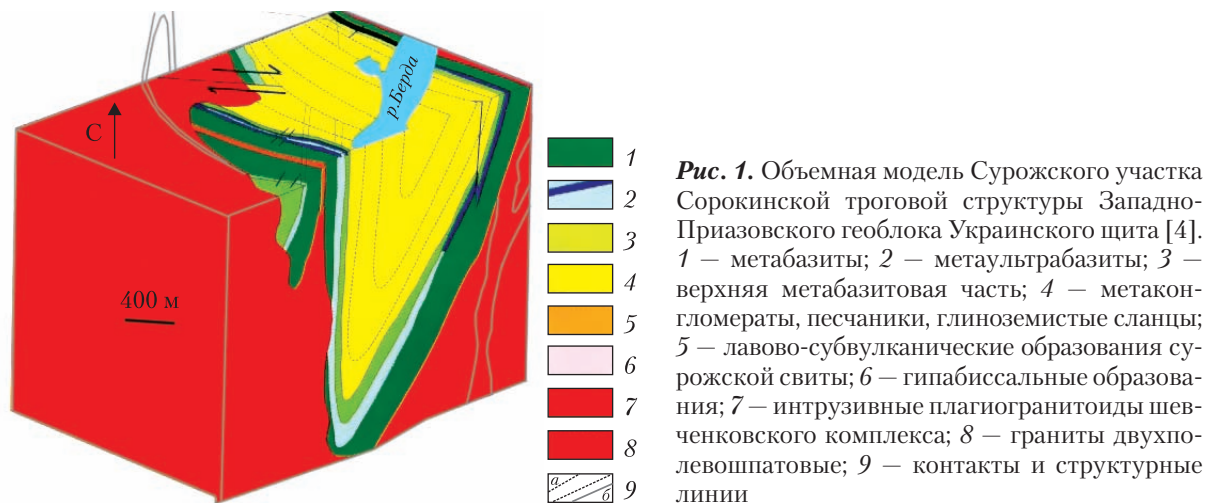 р.Берда
С
400 м
1
2
3
4
5
6
7
8
а
б
9
Рис. 1. Объемная модель Сурожского участка
Сорокинской троговой структуры Западно-
Приазовского геоблока Украинского щита [4].
1 — метабазиты; 2 — метаультрабазиты; 3 —
верхняя метабазитовая часть; 4 — метакон-
гломераты, песчаники, глиноземистые сланцы;
5 — лавово-субвулканические образования су-
рожской свиты; 6 — гипабиссальные образова-
ния; 7 — интрузивные плагиогранитоиды шев-
ченковского комплекса; 8 — граниты двухпо-
левошпатовые; 9 — контакты и структурные
линии